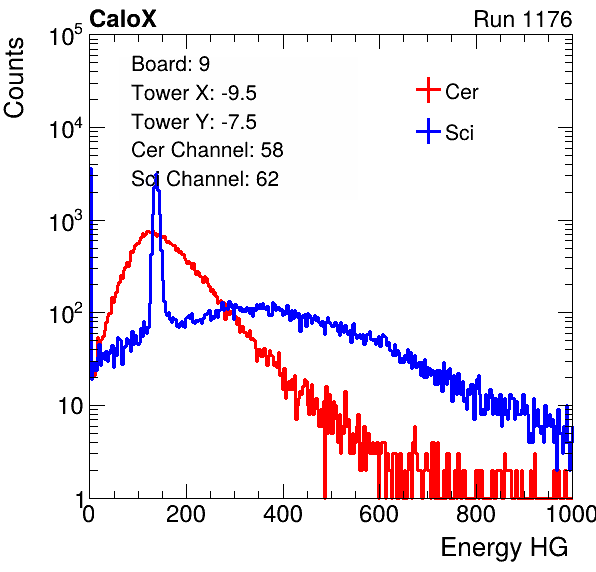 CaloX Run 1176
Counts
10^5
10^4
10^3
10^2
10
1
Board: 9
Tower X: -9.5
Tower Y: -7.5
Cer Channel: 58
Sci Channel: 62
Cer
Sci
0 200 400 600 800 1000
Energy HG